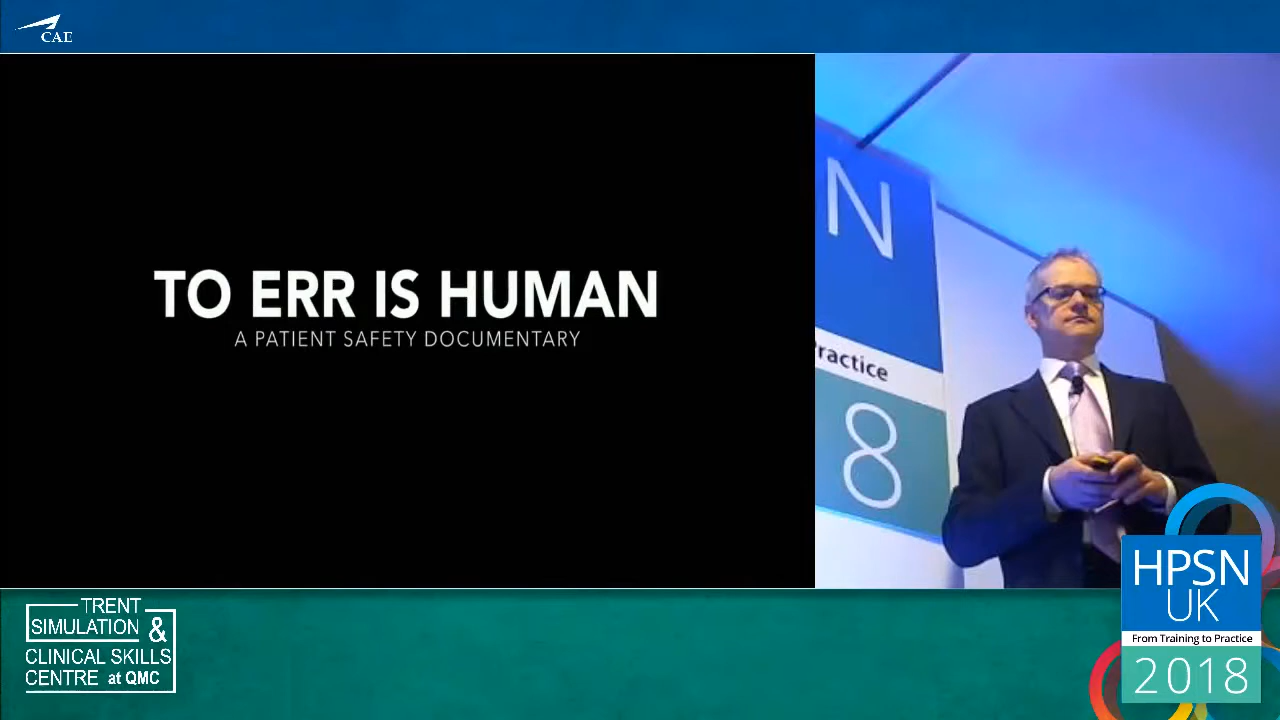 CAE
TO ERR IS HUMAN
A PATIENT SAFETY DOCUMENTARY
N
Practice
8
TRENT
SIMULATION &
CLINICAL SKILLS
CENTRE at QMC
HPSN
UK
From Training to Practice
2018